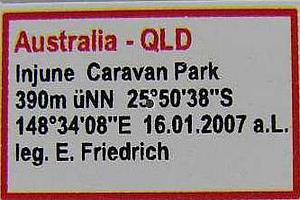 Australia - QLD
Injune Caravan Park
390m üNN 25°50'38"S
148°34'08"E 16.01.2007 a.L.
leg. E. Friedrich